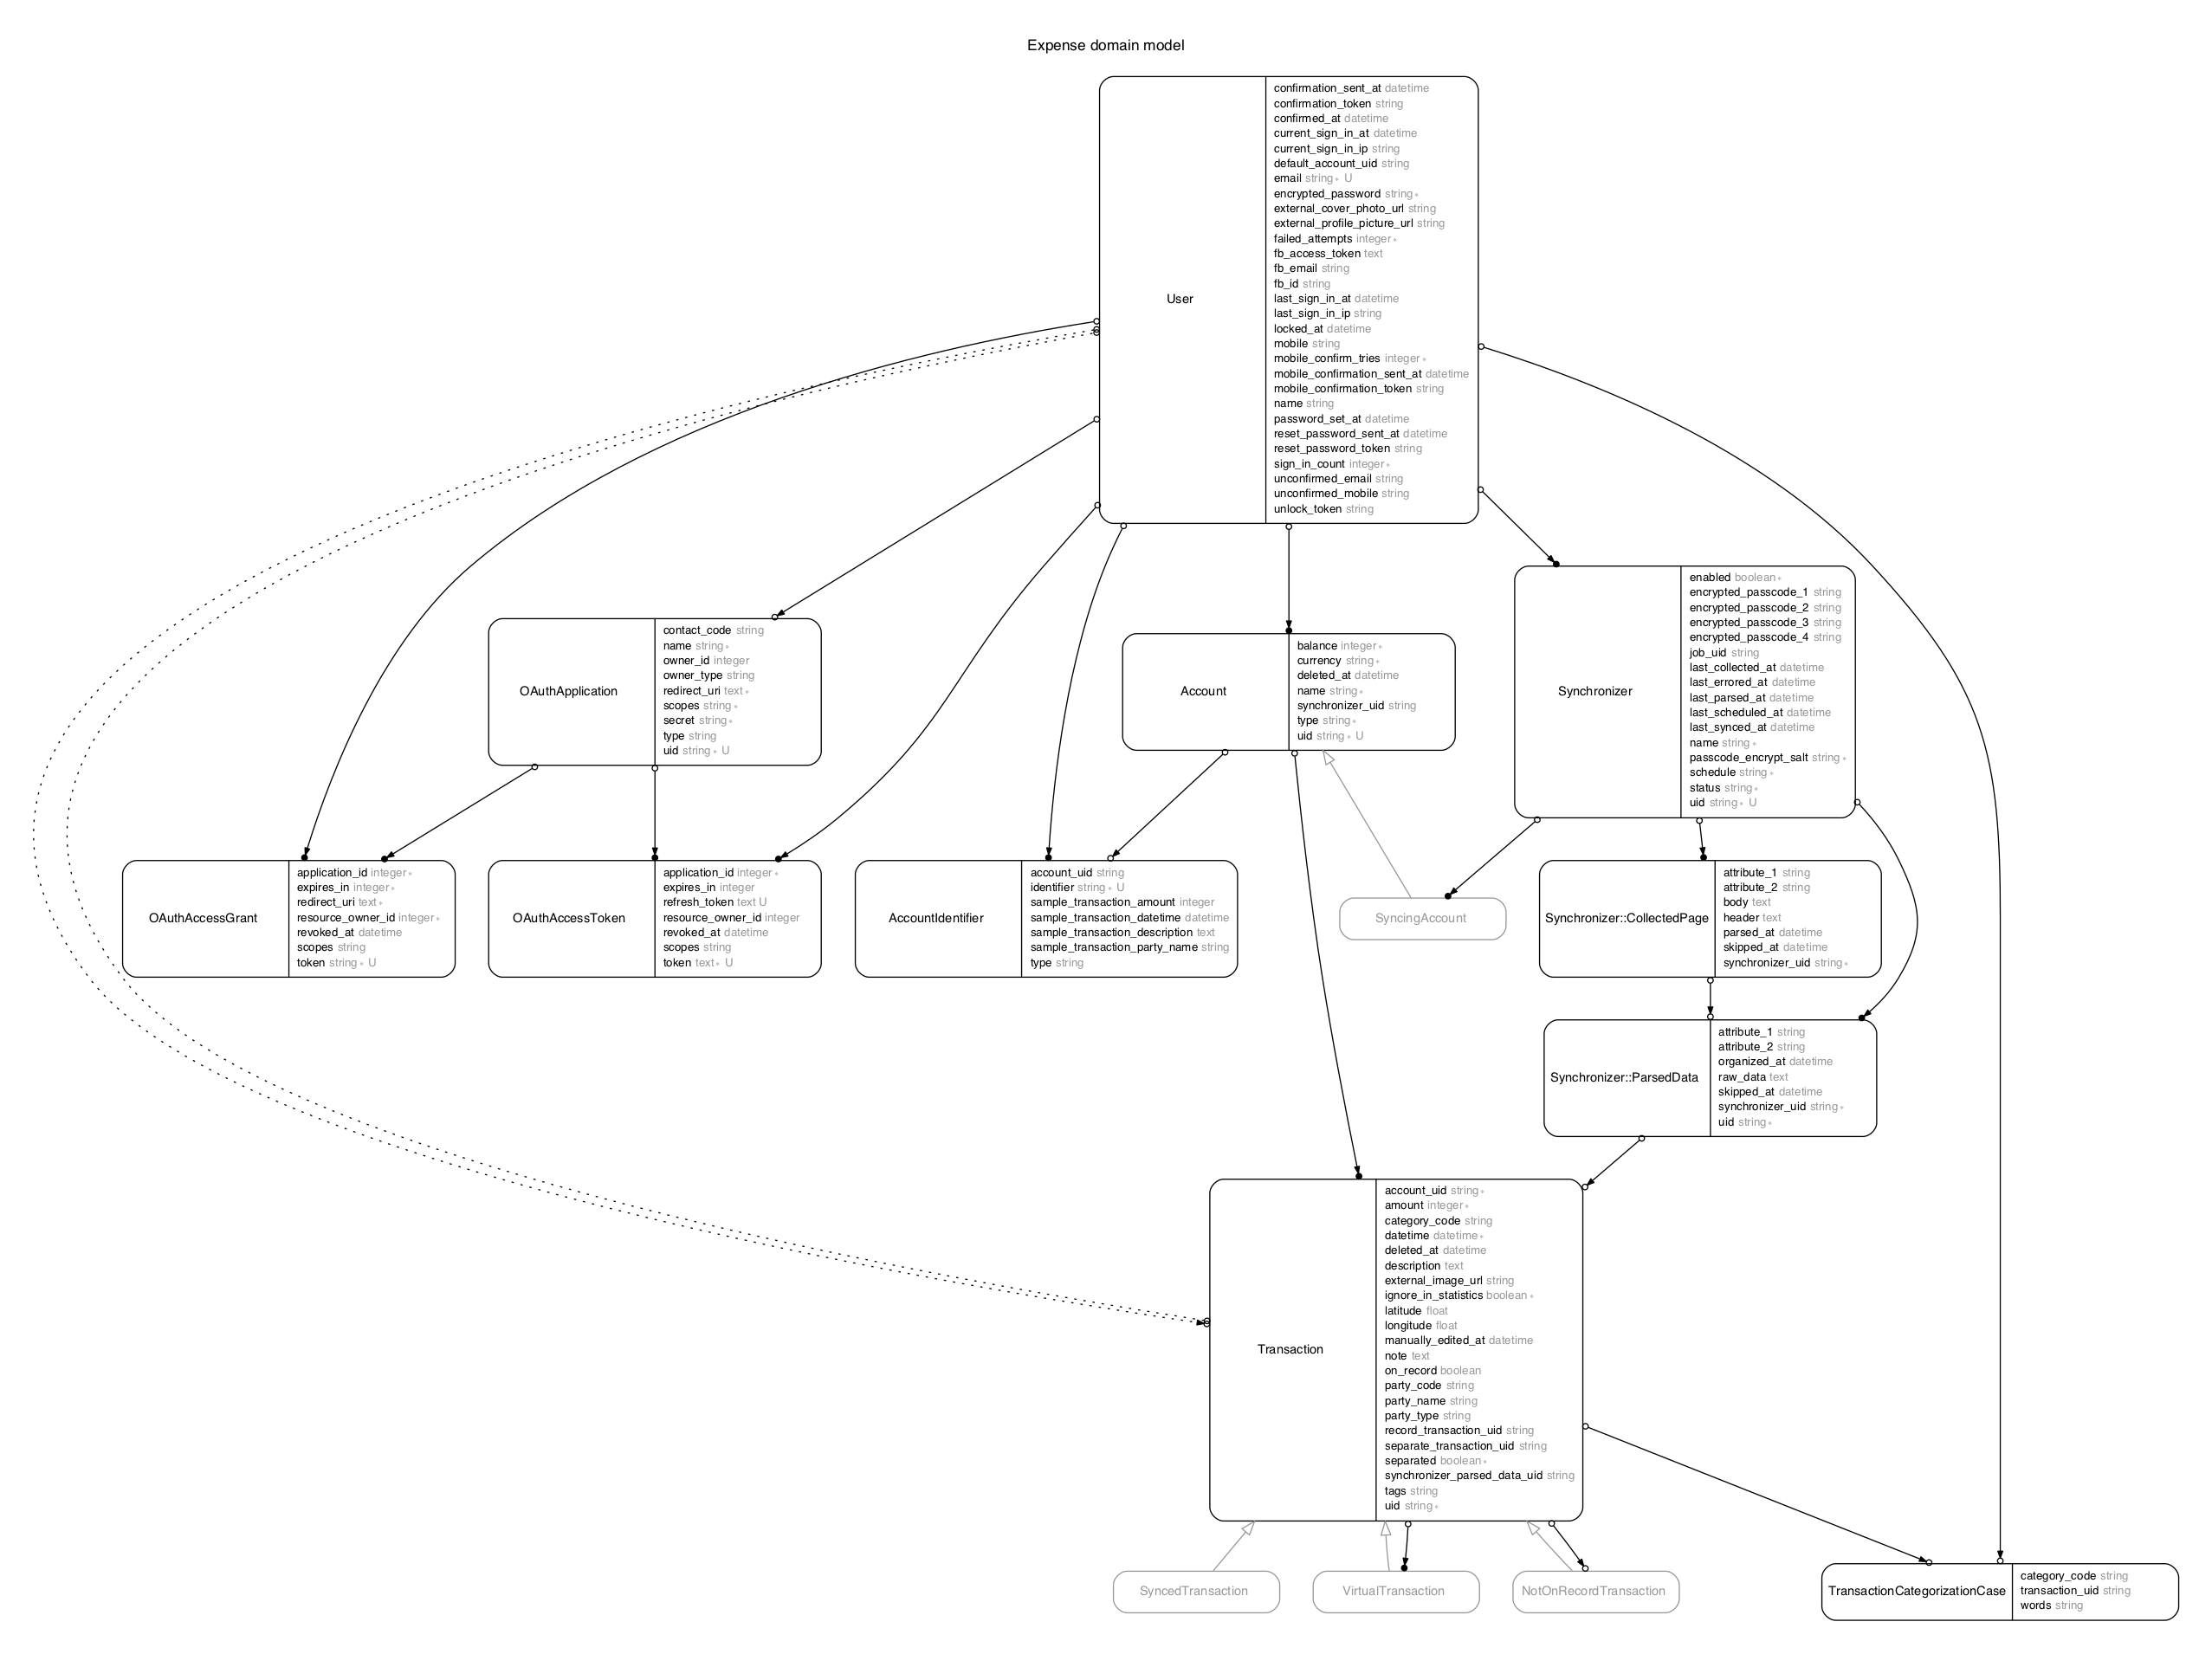 Expense domain model
User
confirmation_sent_at datetime
confirmation_token string
confirmed_at datetime
current_sign_in_at datetime
current_sign_in_ip string
default_account_uid string
email string∗ U
encrypted_password string∗
external_cover_photo_url string
external_profile_picture_url string
failed_attempts integer∗
fb_access_token text
fb_email string
fb_id string
last_sign_in_at datetime
last_sign_in_ip string
locked_at datetime
mobile string
mobile_confirm_tries integer∗
mobile_confirmation_sent_at datetime
mobile_confirmation_token string
name string
password_set_at datetime
reset_password_sent_at datetime
reset_password_token string
sign_in_count integer∗
unconfirmed_email string
unconfirmed_mobile string
unlock_token string
OAuthApplication
contact_code string
name string∗
owner_id integer
owner_type string
redirect_uri text∗
scopes string∗
secret string∗
type string
uid string∗ U
Account
balance integer∗
currency string∗
deleted_at datetime
name string∗
synchronizer_uid string
type string∗
uid string∗ U
Synchronizer
enabled boolean∗
encrypted_passcode_1 string
encrypted_passcode_2 string
encrypted_passcode_3 string
encrypted_passcode_4 string
job_uid string
last_collected_at datetime
last_errored_at datetime
last_parsed_at datetime
last_scheduled_at datetime
last_synced_at datetime
name string∗
passcode_encrypt_salt string∗
schedule string∗
status string∗
uid string∗ U
OAuthAccessGrant
application_id integer∗
expires_in integer∗
redirect_uri text∗
resource_owner_id integer∗
revoked_at datetime
scopes string
token string∗ U
OAuthAccessToken
application_id integer∗
expires_in integer
refresh_token text U
resource_owner_id integer
revoked_at datetime
scopes string
token text∗ U
AccountIdentifier
account_uid string
identifier string∗ U
sample_transaction_amount integer
sample_transaction_datetime datetime
sample_transaction_description text
sample_transaction_party_name string
type string
SyncingAccount
Synchronizer::CollectedPage
attribute_1 string
attribute_2 string
body text
header text
parsed_at datetime
skipped_at datetime
synchronizer_uid string∗
Synchronizer::ParsedData
attribute_1 string
attribute_2 string
organized_at datetime
raw_data text
skipped_at datetime
synchronizer_uid string∗
uid string∗
Transaction
account_uid string∗
amount integer∗
category_code string
datetime datetime∗
deleted_at datetime
description text
external_image_url string
ignore_in_statistics boolean∗
latitude float
longitude float
manually_edited_at datetime
note text
on_record boolean
party_code string
party_name string
party_type string
record_transaction_uid string
separate_transaction_uid string
separated boolean∗
synchronizer_parsed_data_uid string
tags string
uid string∗
SyncedTransaction
VirtualTransaction
NotOnRecordTransaction
TransactionCategorizationCase
category_code string
transaction_uid string
words string